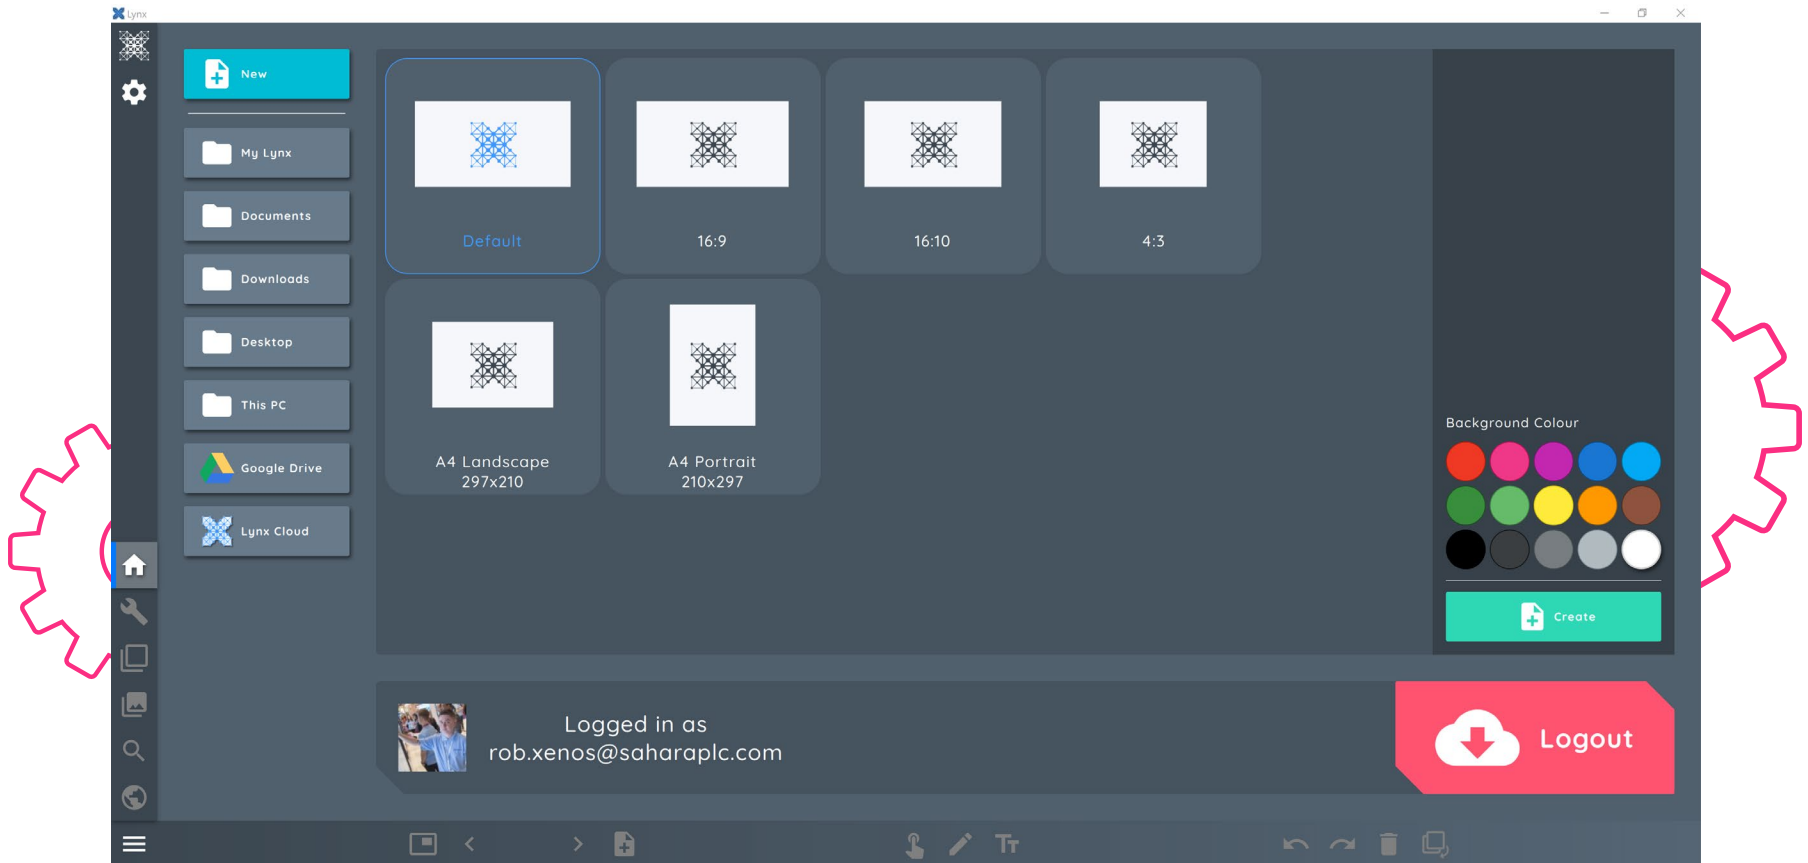 Lynx
New
My Lynx
Documents
Downloads
Desktop
This PC
Google Drive
Lynx Cloud
Default
16:9
16:10
4:3
A4 Landscape
297x210
A4 Portrait
210x297
Background Colour
Create
Logged in as
rob.xenos@saharaplc.com
Logout
TT